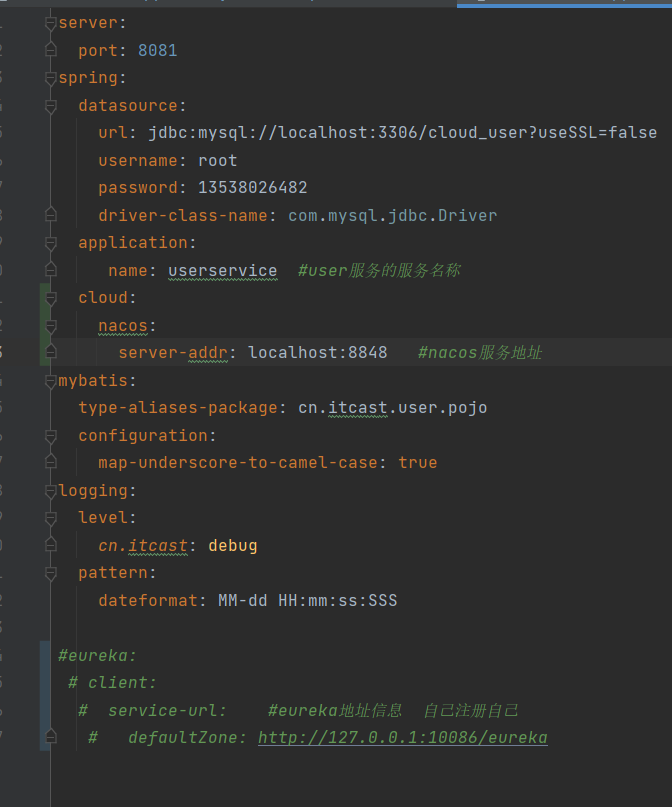 server:
  port: 8081
spring:
  datasource:
    url: jdbc:mysql://localhost:3306/cloud_user?useSSL=false
    username: root
    password: 13538026482
    driver-class-name: com.mysql.jdbc.Driver
  application:
     name: userservice  #user服务的服务名称
  cloud:
    nacos:
      server-addr: localhost:8848   #nacos服务地址
mybatis:
  type-aliases-package: cn.itcast.user.pojo
  configuration:
    map-underscore-to-camel-case: true
logging:
  level:
    cn.itcast: debug
  pattern:
    dateformat: MM-dd HH:mm:ss:SSS
#eureka:
 # client:
  #  service-url:    #eureka地址信息  自己注册自己
   #   defaultZone: http://127.0.0.1:10086/eureka